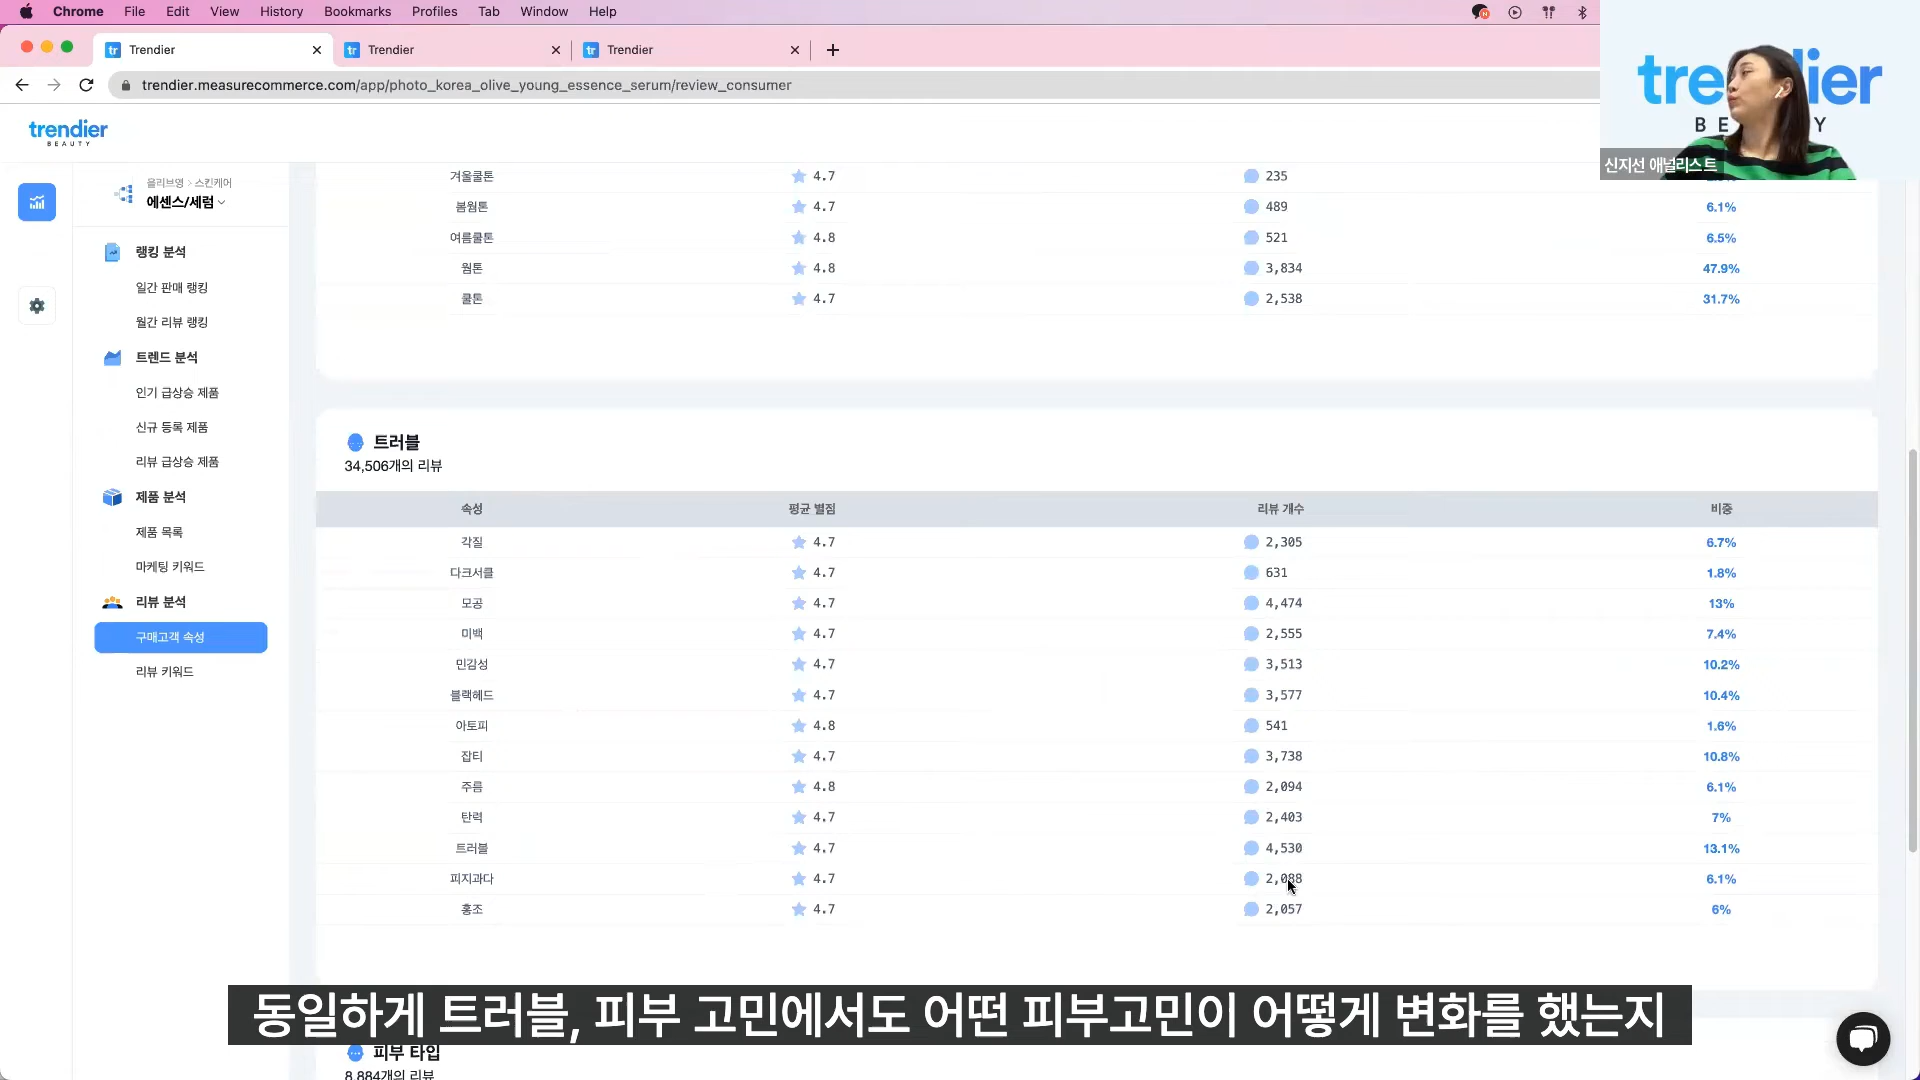 Chrome File Edit View History Bookmarks Profiles Tab Window Help
Trendier
Trendier
Trendier
trendier.measurecommerce.com/app/photo_korea_olive_young_essence_serum/review_consumer
trendier
BEAUTY
신지선 애널리스트
올리브영 > 스킨케어
에센스/세럼
랭킹 분석
일간 판매 랭킹
월간 리뷰 랭킹
트렌드 분석
인기 급상승 제품
신규 등록 제품
리뷰 급상승 제품
제품 분석
제품 목록
마케팅 키워드
리뷰 분석
구매고객 속성
리뷰 키워드
겨울쿨톤 4.7 235
봄웜톤 4.7 489 6.1%
여름쿨톤 4.8 521 6.5%
웜톤 4.8 3,834 47.9%
쿨톤 4.7 2,538 31.7%
트러블
34,506개의 리뷰
속성 평균 별점 리뷰 개수 비중
각질 4.7 2,305 6.7%
다크서클 4.7 631 1.8%
모공 4.7 4,474 13%
미백 4.7 2,555 7.4%
민감성 4.7 3,513 10.2%
블랙헤드 4.7 3,577 10.4%
아토피 4.8 541 1.6%
잡티 4.7 3,738 10.8%
주름 4.8 2,094 6.1%
탄력 4.7 2,403 7%
트러블 4.7 4,530 13.1%
피지과다 4.7 2,088 6.1%
홍조 4.7 2,057 6%
동일하게 트러블, 피부 고민에서도 어떤 피부고민이 어떻게 변화를 했는지
피부 타입
8,884개의 리뷰